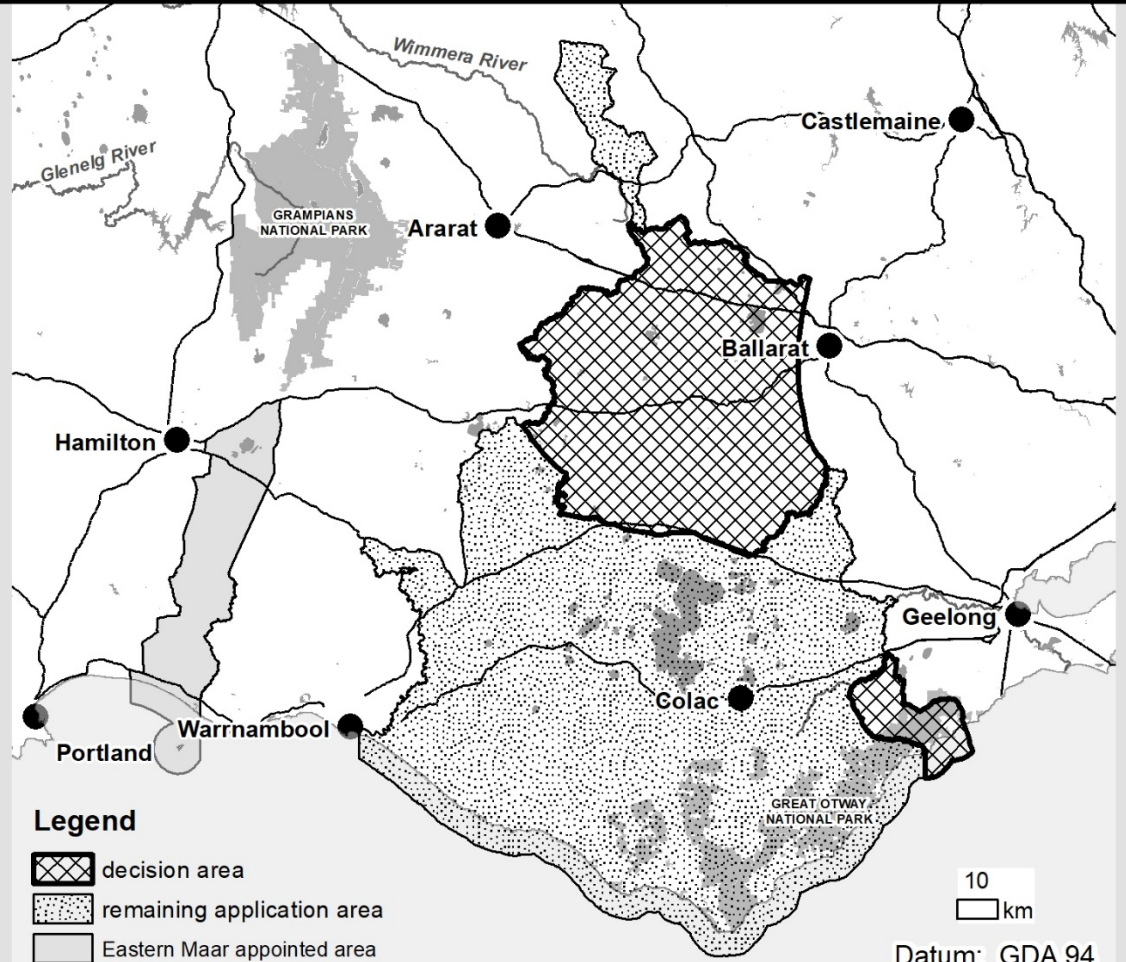 Wimmera River
Castlemaine
Glenelg River
GRAMPIANS
NATIONAL PARK
Ararat
Ballarat
Hamilton
Geelong
Colac
Warrnambool
Portland
GREAT OTWAY
NATIONAL PARK
Legend
decision area
remaining application area
Eastern Maar appointed area
10
km
Datum: GDA 94